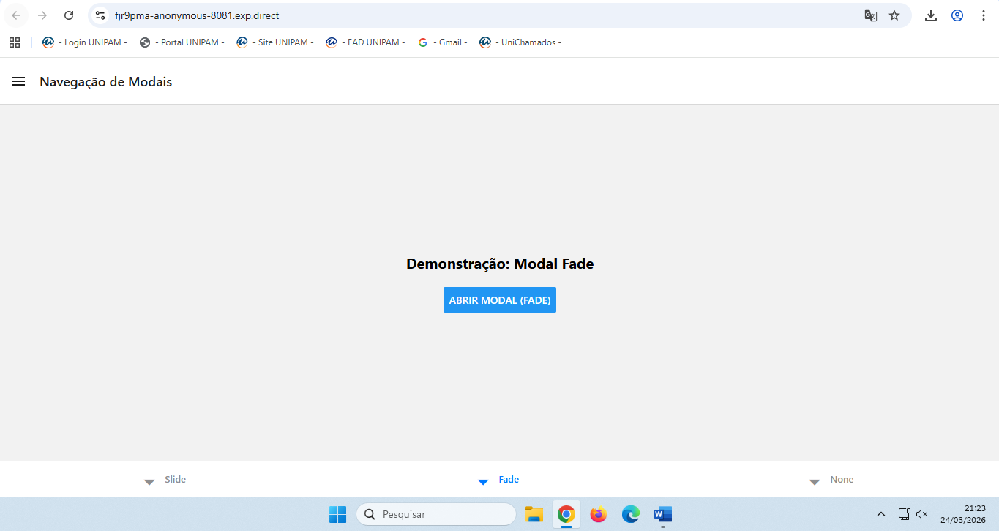 fjr9pma-anonymous-8081.exp.direct
- Login UNIPAM - - Portal UNIPAM - - Site UNIPAM - - EAD UNIPAM - - Gmail - - UniChamados -
Navegação de Modais
Demonstração: Modal Fade
ABRIR MODAL (FADE)
Slide Fade None
Pesquisar
21:23
24/03/2026